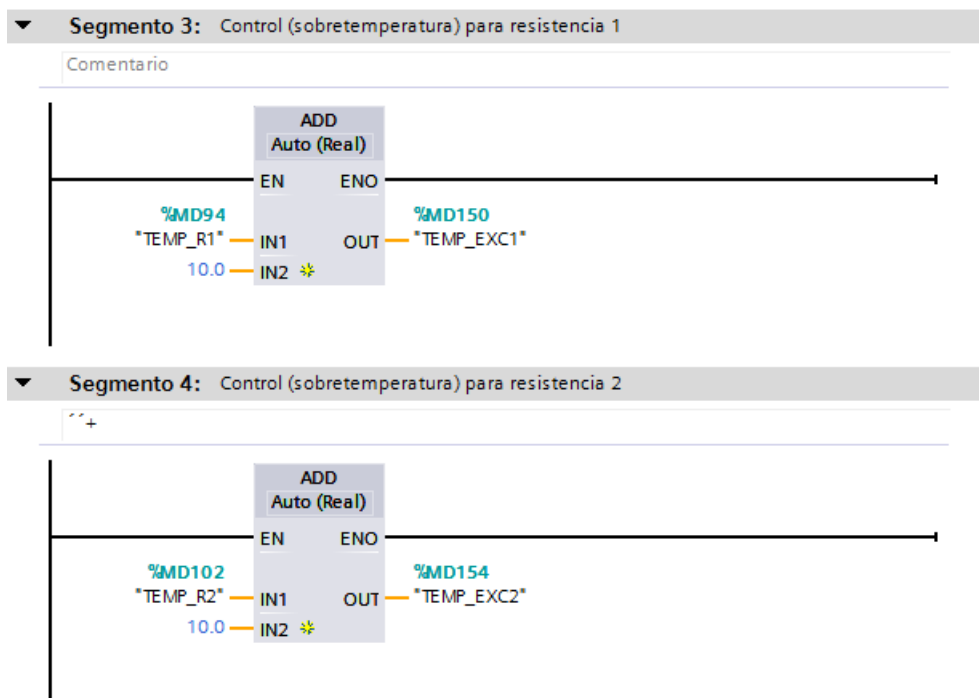 Segmento 3: Control (sobretemperatura) para resistencia 1
Comentario
ADD
Auto (Real)
EN ENO
%MD94 %MD150
"TEMP_R1" IN1 OUT "TEMP_EXC1"
10.0 IN2
Segmento 4: Control (sobretemperatura) para resistencia 2
´´+
ADD
Auto (Real)
EN ENO
%MD102 %MD154
"TEMP_R2" IN1 OUT "TEMP_EXC2"
10.0 IN2